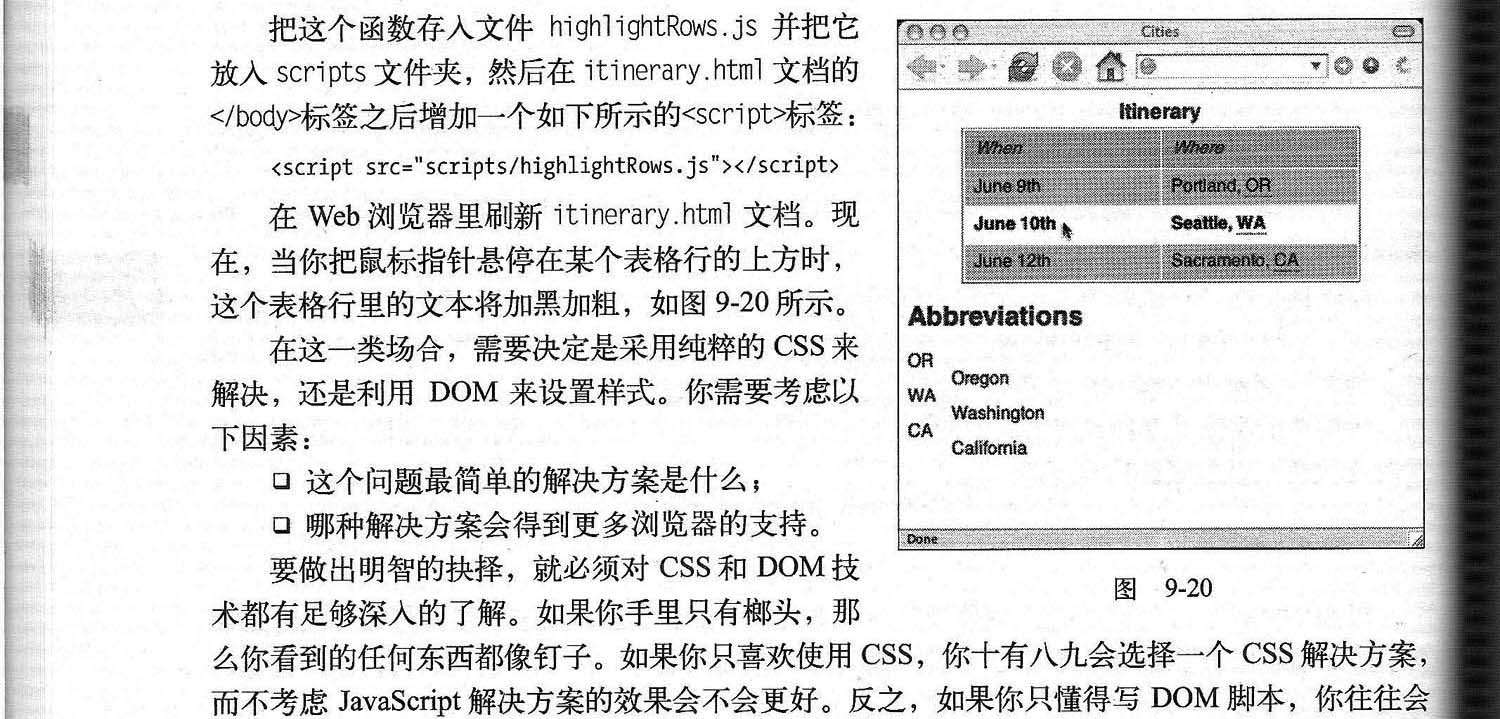 把这个函数存入文件 highlightRows.js 并把它
放入 scripts 文件夹，然后在 itinerary.html 文档的
</body>标签之后增加一个如下所示的<script>标签：
<script src="scripts/highlightRows.js"></script>
在 Web 浏览器里刷新 itinerary.html 文档。现
在，当你把鼠标指针悬停在某个表格行的上方时，
这个表格行里的文本将加黑加粗，如图 9-20 所示。
在这一类场合，需要决定是采用纯粹的 CSS 来
解决，还是利用 DOM 来设置样式。你需要考虑以
下因素：
❑ 这个问题最简单的解决方案是什么；
❑ 哪种解决方案会得到更多浏览器的支持。
要做出明智的抉择，就必须对 CSS 和 DOM 技
术都有足够深入的了解。如果你手里只有榔头，那
Cities
Itinerary
When Where
June 9th Portland, OR
June 10th Seattle, WA
June 12th Sacramento, CA
Abbreviations
OR
Oregon
WA
Washington
CA
California
Done
图 9-20
么你看到的任何东西都像钉子。如果你只喜欢使用 CSS，你十有八九会选择一个 CSS 解决方案，
而不考虑 JavaScript 解决方案的效果会不会更好。反之，如果你只懂得写 DOM 脚本，你往往会